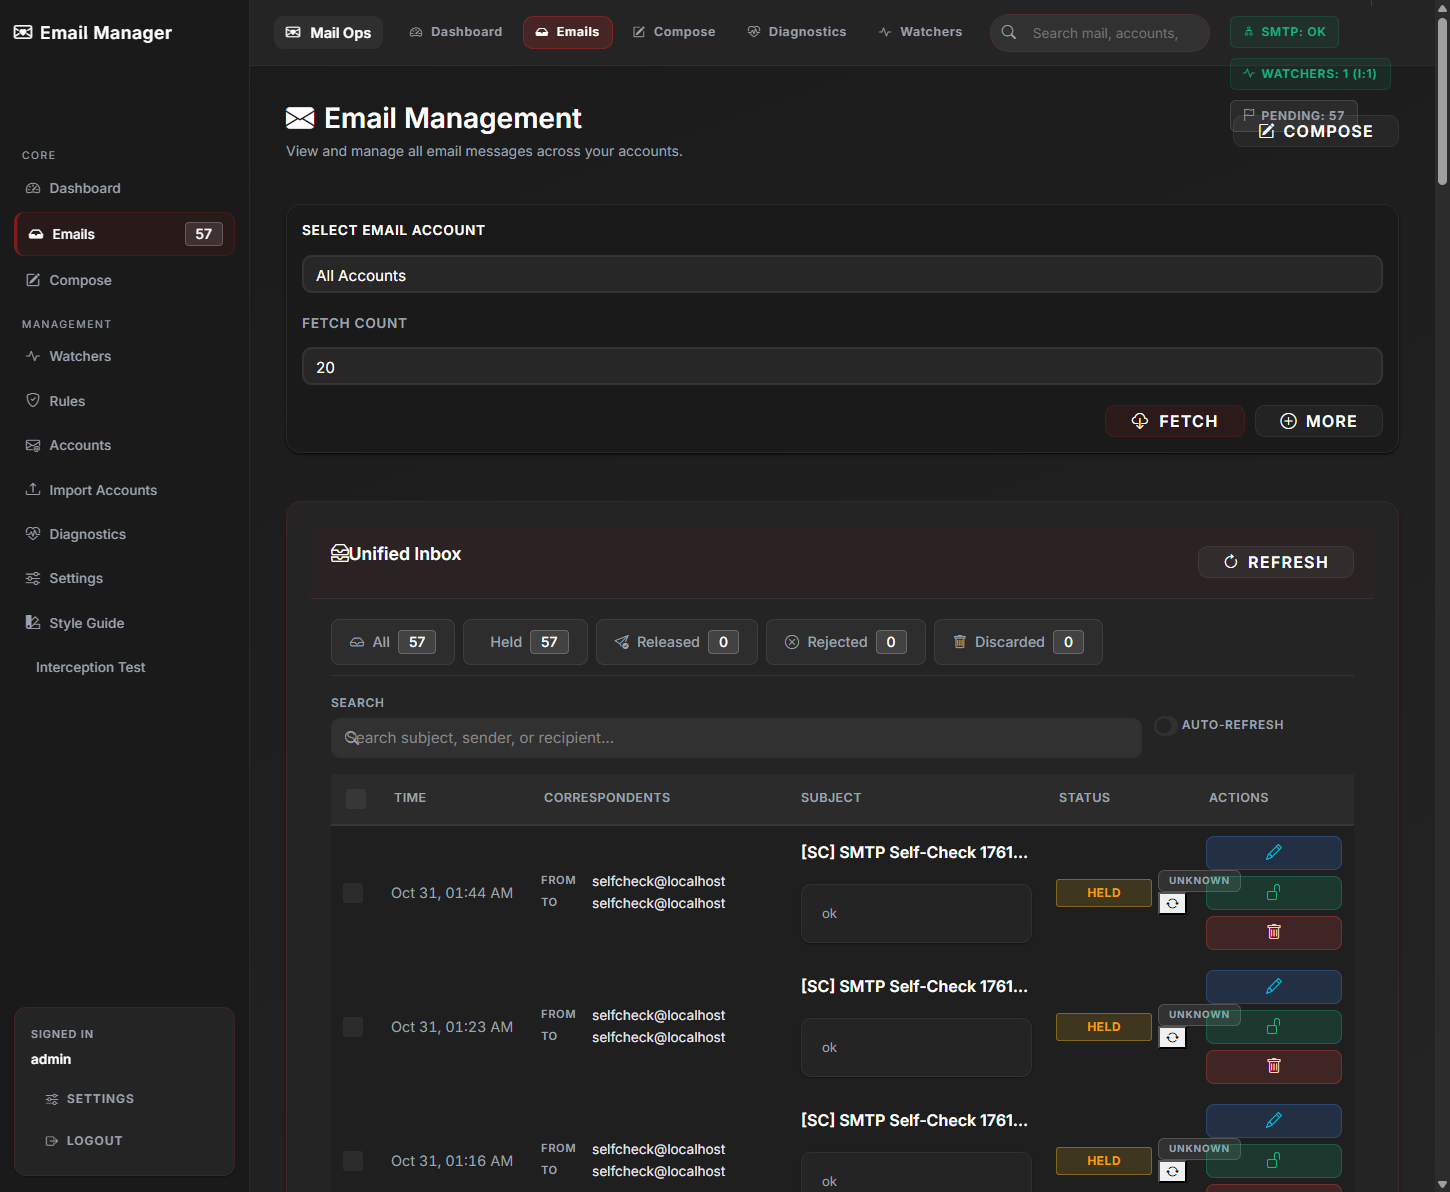 Email Manager
CORE
Dashboard
Emails 57
Compose
MANAGEMENT
Watchers
Rules
Accounts
Import Accounts
Diagnostics
Settings
Style Guide
Interception Test
SIGNED IN
admin
SETTINGS
LOGOUT
Mail Ops Dashboard Emails Compose Diagnostics Watchers Search mail, accounts, SMTP: OK
WATCHERS: 1 (I:1)
PENDING: 57
Email Management COMPOSE
View and manage all email messages across your accounts.
SELECT EMAIL ACCOUNT
All Accounts
FETCH COUNT
20
FETCH MORE
Unified Inbox REFRESH
All 57 Held 57 Released 0 Rejected 0 Discarded 0
SEARCH
Search subject, sender, or recipient... AUTO-REFRESH
TIME CORRESPONDENTS SUBJECT STATUS ACTIONS
[SC] SMTP Self-Check 1761...
Oct 31, 01:44 AM FROM selfcheck@localhost HELD UNKNOWN
TO selfcheck@localhost
ok
[SC] SMTP Self-Check 1761...
Oct 31, 01:23 AM FROM selfcheck@localhost HELD UNKNOWN
TO selfcheck@localhost
ok
[SC] SMTP Self-Check 1761...
Oct 31, 01:16 AM FROM selfcheck@localhost HELD UNKNOWN
TO selfcheck@localhost
ok